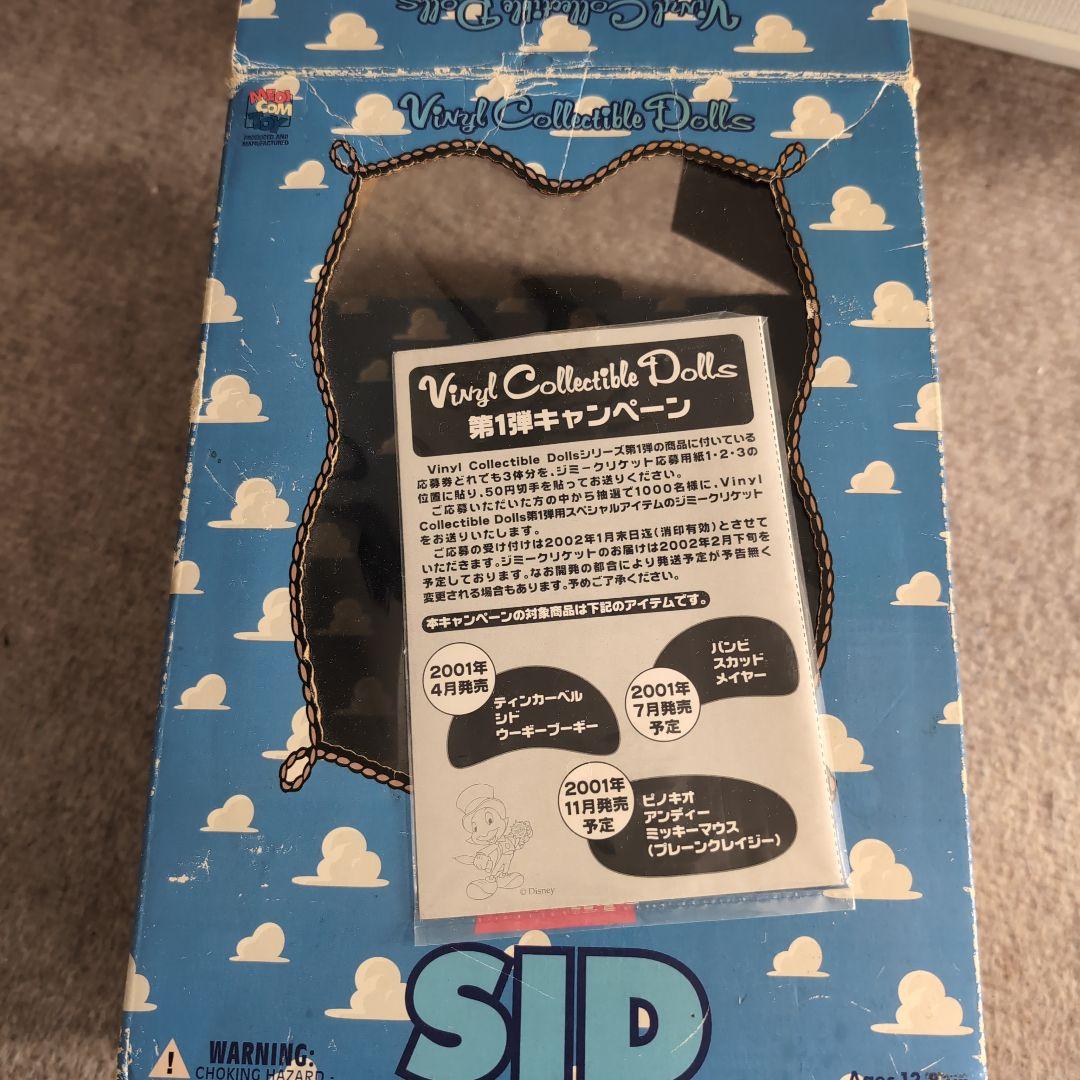 Vinyl Collectible Dolls
MEDI
COM
TOY
PRODUCED AND
MANUFACTURED
Vinyl Collectible Dolls
Vinyl Collectible Dolls
第1弾キャンペーン
Vinyl Collectible Dollsシリーズ第1弾の商品に付いている
応募券どれでも3体分を、ジミークリケット応募用紙1・2・3の
位置に貼り、50円切手を貼ってお送りください。
ご応募いただいた方の中から抽選で1000名様に、Vinyl
Collectible Dolls第1弾用スペシャルアイテムのジミークリケット
をお送りいたします。
ご応募の受け付けは2002年1月末日迄(消印有効)とさせて
いただきます。ジミークリケットのお届けは2002年2月下旬を
予定しております。なお開発の都合により発送予定が予告無く
変更される場合もあります。予めご了承ください。
本キャンペーンの対象商品は下記のアイテムです。
2001年
4月発売
ティンカーベル
シド
ウーギーブーギー
2001年
7月発売
予定
バンビ
スカッド
メイヤー
2001年
11月発売
予定
ピノキオ
アンディー
ミッキーマウス
(プレーンクレイジー)
© Disney
SID
WARNING:
CHOKING HAZARD -
Ages 12